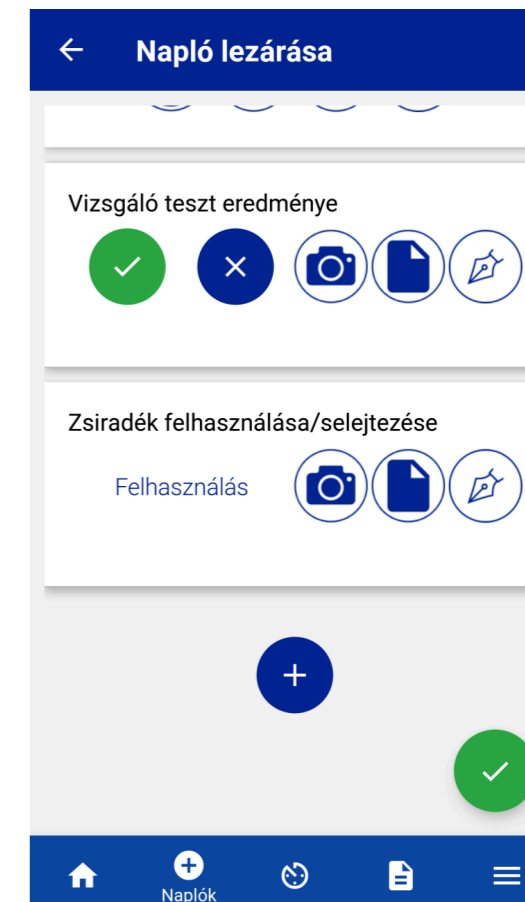 Napló lezárása
Vizsgáló teszt eredménye
Zsiradék felhasználása/selejtezése
Felhasználás
Naplók